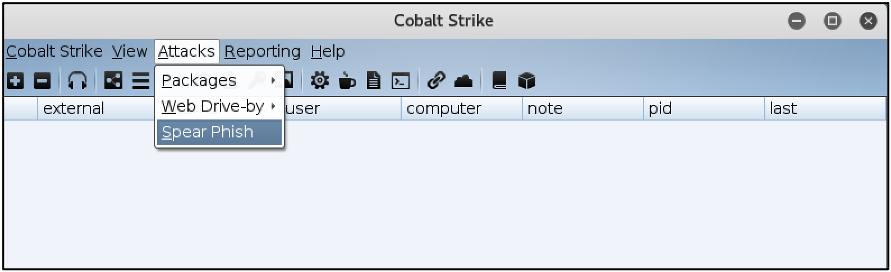 Cobalt Strike
Cobalt Strike View Attacks Reporting Help
Packages
Web Drive-by
Spear Phish
external user computer note pid last